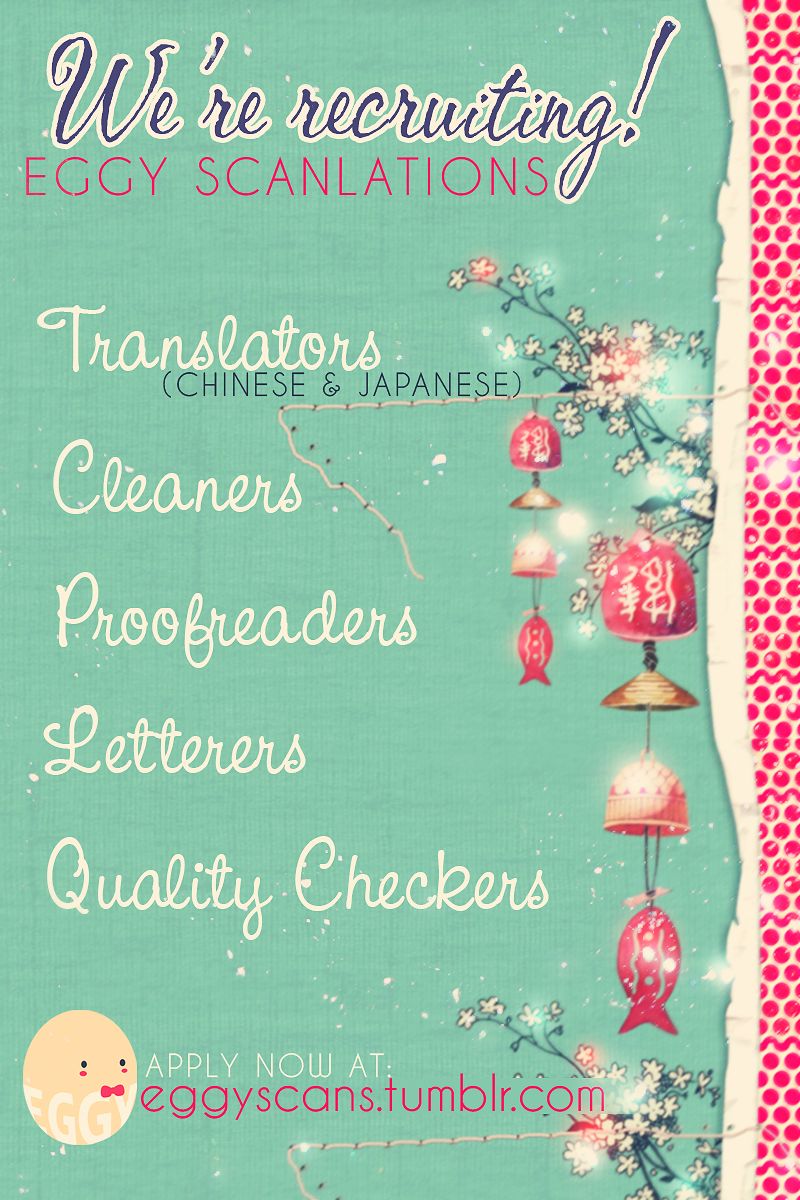 We're recruiting!
EGGY SCANLATIONS
Translators
(CHINESE & JAPANESE)
Cleaners
Proofreaders
Letterers
Quality Checkers
APPLY NOW AT:
EGGY
eggyscans.tumblr.com